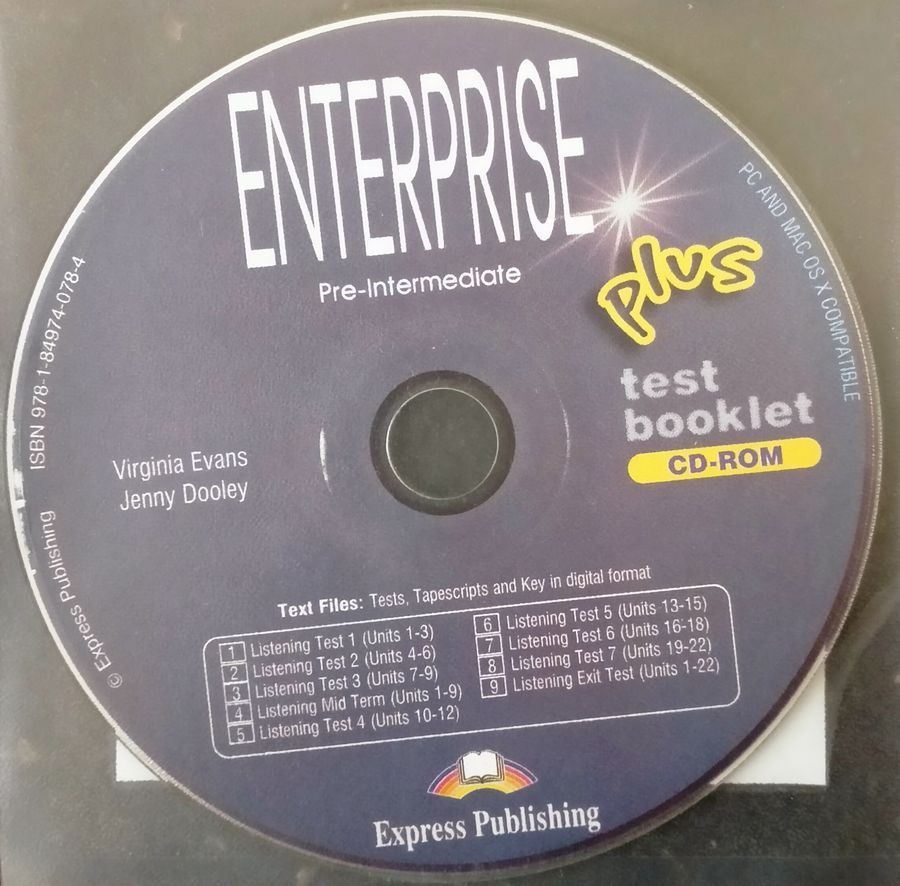 ENTERPRISE
Pre-Intermediate
plus
test
booklet
CD-ROM
PC AND MAC OS X COMPATIBLE
ISBN 978-1-84974-078-4
© Express Publishing
Virginia Evans
Jenny Dooley
Text Files: Tests, Tapescripts and Key in digital format
1 Listening Test 1 (Units 1-3)
2 Listening Test 2 (Units 4-6)
3 Listening Test 3 (Units 7-9)
4 Listening Mid Term (Units 1-9)
5 Listening Test 4 (Units 10-12)
6 Listening Test 5 (Units 13-15)
7 Listening Test 6 (Units 16-18)
8 Listening Test 7 (Units 19-22)
9 Listening Exit Test (Units 1-22)
Express Publishing